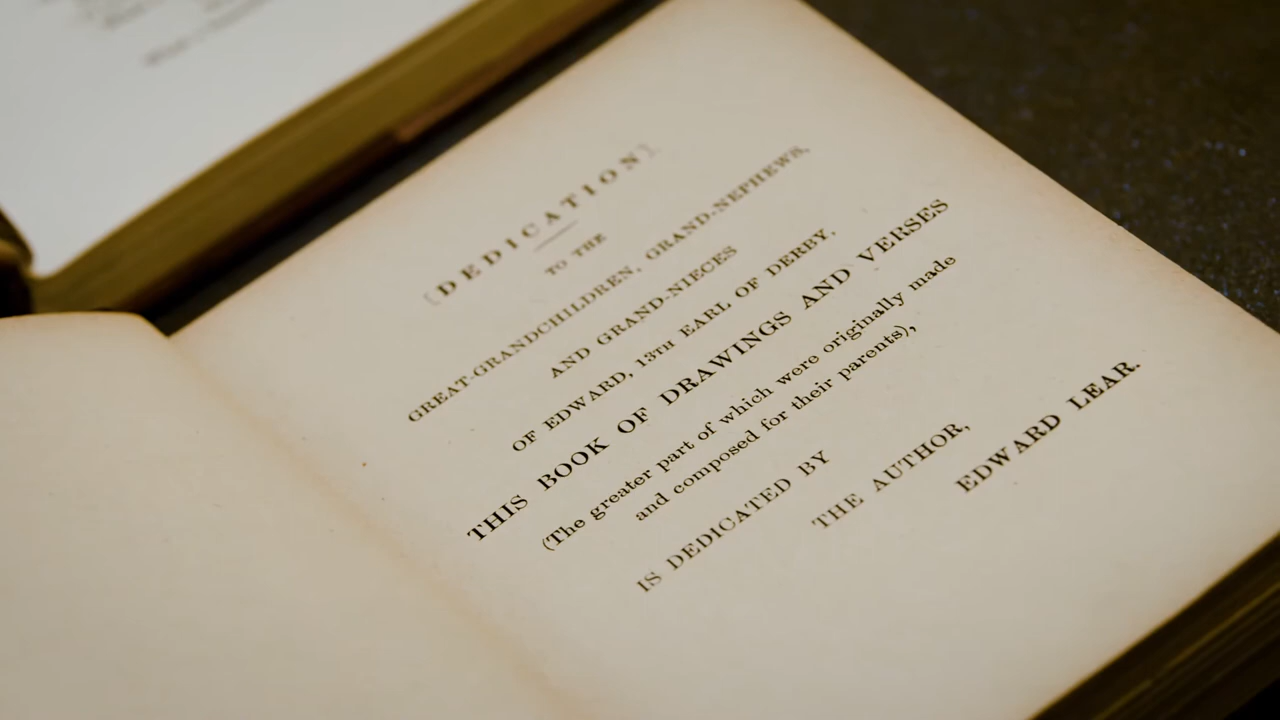 [DEDICATION]
TO THE
GREAT-GRANDCHILDREN, GRAND-NEPHEWS,
AND GRAND-NIECES
OF EDWARD, 13TH EARL OF DERBY,
THIS BOOK OF DRAWINGS AND VERSES
(The greater part of which were originally made
and composed for their parents),
IS DEDICATED BY
THE AUTHOR,
EDWARD LEAR.